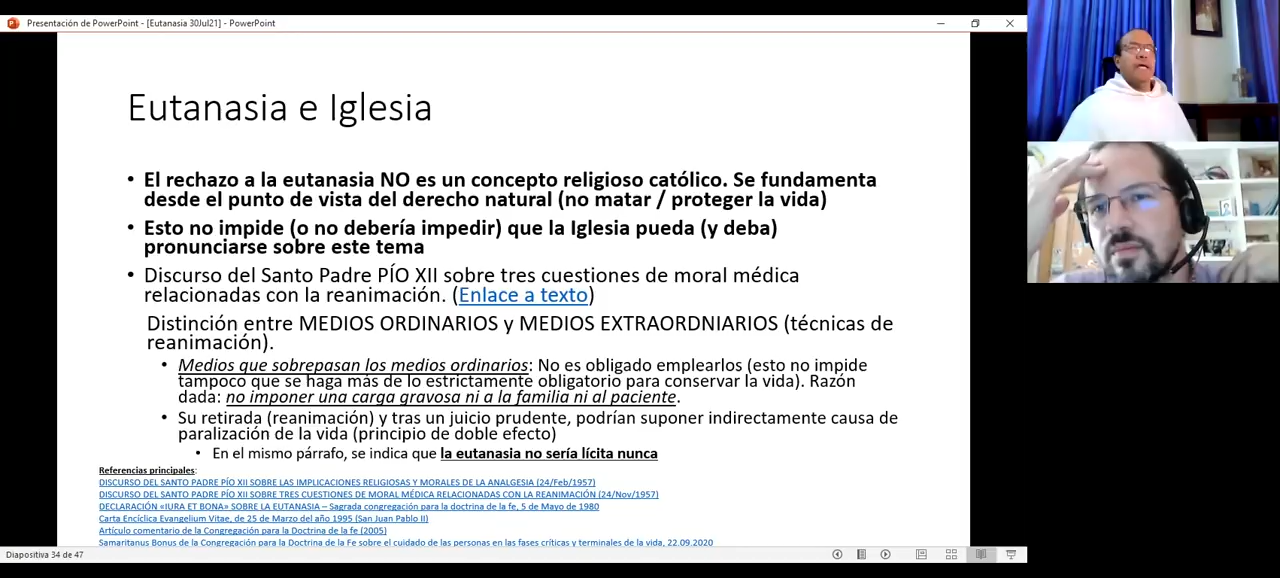 Presentación de PowerPoint - [Eutanasia 30Jul21] - PowerPoint
Eutanasia e Iglesia
• El rechazo a la eutanasia NO es un concepto religioso católico. Se fundamenta
desde el punto de vista del derecho natural (no matar / proteger la vida)
• Esto no impide (o no debería impedir) que la Iglesia pueda (y deba)
pronunciarse sobre este tema
• Discurso del Santo Padre PÍO XII sobre tres cuestiones de moral médica
relacionadas con la reanimación. (Enlace a texto)
Distinción entre MEDIOS ORDINARIOS y MEDIOS EXTRAORDNIARIOS (técnicas de
reanimación).
• Medios que sobrepasan los medios ordinarios: No es obligado emplearlos (esto no impide
tampoco que se haga más de lo estrictamente obligatorio para conservar la vida). Razón
dada: no imponer una carga gravosa ni a la familia ni al paciente.
• Su retirada (reanimación) y tras un juicio prudente, podrían suponer indirectamente causa de
paralización de la vida (principio de doble efecto)
• En el mismo párrafo, se indica que la eutanasia no sería lícita nunca
Referencias principales:
DISCURSO DEL SANTO PADRE PÍO XII SOBRE LAS IMPLICACIONES RELIGIOSAS Y MORALES DE LA ANALGESIA (24/Feb/1957)
DISCURSO DEL SANTO PADRE PÍO XII SOBRE TRES CUESTIONES DE MORAL MÉDICA RELACIONADAS CON LA REANIMACIÓN (24/Nov/1957)
DECLARACIÓN «IURA ET BONA» SOBRE LA EUTANASIA – Sagrada congregación para la doctrina de la fe, 5 de Mayo de 1980
Carta Encíclica Evangelium Vitae, de 25 de Marzo del año 1995 (San Juan Pablo II)
Artículo comentario de la Congregación para la Doctrina de la fe (2005)
Samaritanus Bonus de la Congregación para la Doctrina de la Fe sobre el cuidado de las personas en las fases críticas y terminales de la vida, 22.09.2020
Diapositiva 34 de 47